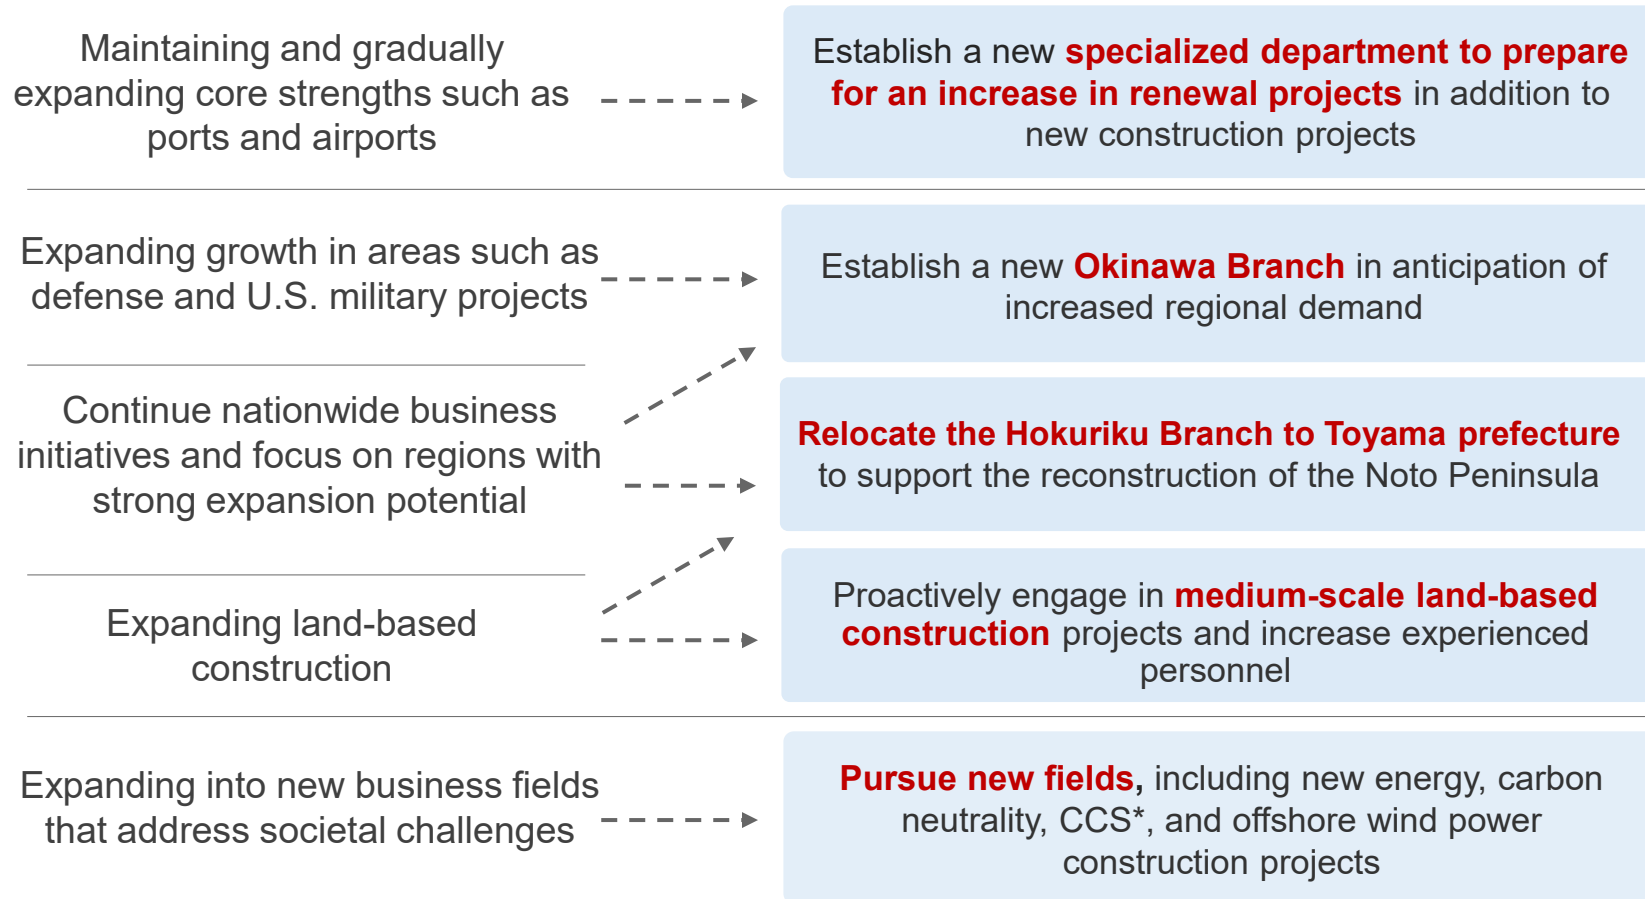 Maintaining and gradually
expanding core strengths such as
ports and airports
Establish a new specialized department to prepare
for an increase in renewal projects in addition to
new construction projects
Expanding growth in areas such as
defense and U.S. military projects
Establish a new Okinawa Branch in anticipation of
increased regional demand
Continue nationwide business
initiatives and focus on regions with
strong expansion potential
Relocate the Hokuriku Branch to Toyama prefecture
to support the reconstruction of the Noto Peninsula
Expanding land-based
construction
Proactively engage in medium-scale land-based
construction projects and increase experienced
personnel
Expanding into new business fields
that address societal challenges
Pursue new fields, including new energy, carbon
neutrality, CCS*, and offshore wind power
construction projects